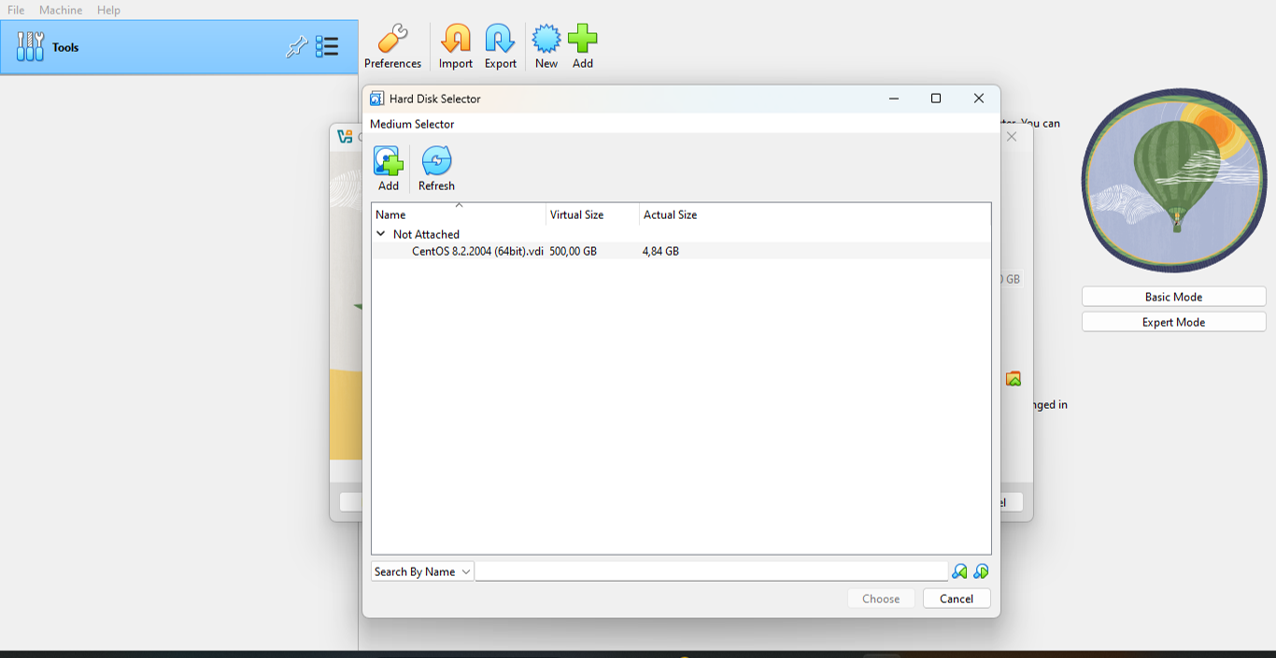 File Machine Help
Tools
Preferences Import Export New Add
Hard Disk Selector
Medium Selector
You can
Add Refresh
Name Virtual Size Actual Size
Not Attached
CentOS 8.2.2004 (64bit).vdi 500,00 GB 4,84 GB
GB
Basic Mode
Expert Mode
in
Search By Name
Choose Cancel